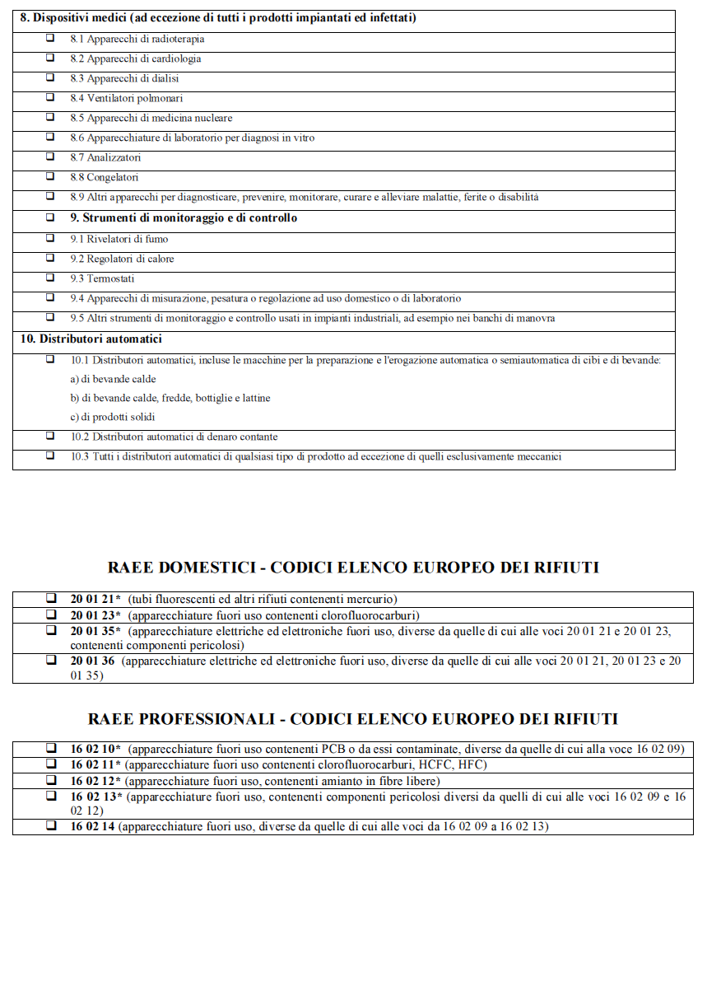 8. Dispositivi medici (ad eccezione di tutti i prodotti impiantati ed infettati)
❑ 8.1 Apparecchi di radioterapia
❑ 8.2 Apparecchi di cardiologia
❑ 8.3 Apparecchi di dialisi
❑ 8.4 Ventilatori polmonari
❑ 8.5 Apparecchi di medicina nucleare
❑ 8.6 Apparecchiature di laboratorio per diagnosi in vitro
❑ 8.7 Analizzatori
❑ 8.8 Congelatori
❑ 8.9 Altri apparecchi per diagnosticare, prevenire, monitorare, curare e alleviare malattie, ferite o disabilità
❑ 9. Strumenti di monitoraggio e di controllo
❑ 9.1 Rivelatori di fumo
❑ 9.2 Regolatori di calore
❑ 9.3 Termostati
❑ 9.4 Apparecchi di misurazione, pesatura o regolazione ad uso domestico o di laboratorio
❑ 9.5 Altri strumenti di monitoraggio e controllo usati in impianti industriali, ad esempio nei banchi di manovra
10. Distributori automatici
❑ 10.1 Distributori automatici, incluse le macchine per la preparazione e l'erogazione automatica o semiautomatica di cibi e di bevande:
a) di bevande calde
b) di bevande calde, fredde, bottiglie e lattine
c) di prodotti solidi
❑ 10.2 Distributori automatici di denaro contante
❑ 10.3 Tutti i distributori automatici di qualsiasi tipo di prodotto ad eccezione di quelli esclusivamente meccanici
RAEE DOMESTICI - CODICI ELENCO EUROPEO DEI RIFIUTI
❑ 20 01 21* (tubi fluorescenti ed altri rifiuti contenenti mercurio)
❑ 20 01 23* (apparecchiature fuori uso contenenti clorofluorocarburi)
❑ 20 01 35* (apparecchiature elettriche ed elettroniche fuori uso, diverse da quelle di cui alle voci 20 01 21 e 20 01 23,
contenenti componenti pericolosi)
❑ 20 01 36 (apparecchiature elettriche ed elettroniche fuori uso, diverse da quelle di cui alle voci 20 01 21, 20 01 23 e 20
01 35)
RAEE PROFESSIONALI - CODICI ELENCO EUROPEO DEI RIFIUTI
❑ 16 02 10* (apparecchiature fuori uso contenenti PCB o da essi contaminate, diverse da quelle di cui alla voce 16 02 09)
❑ 16 02 11* (apparecchiature fuori uso contenenti clorofluorocarburi, HCFC, HFC)
❑ 16 02 12* (apparecchiature fuori uso, contenenti amianto in fibre libere)
❑ 16 02 13* (apparecchiature fuori uso, contenenti componenti pericolosi diversi da quelli di cui alle voci 16 02 09 e 16
02 12)
❑ 16 02 14 (apparecchiature fuori uso, diverse da quelle di cui alle voci da 16 02 09 a 16 02 13)